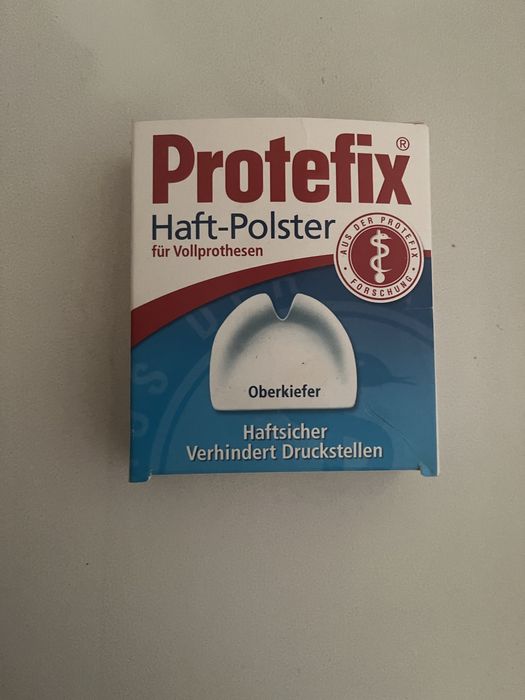 Protefix®
Haft-Polster
für Vollprothesen
AUS DER PROTEFIX
FORSCHUNG
Oberkiefer
Haftsicher
Verhindert Druckstellen